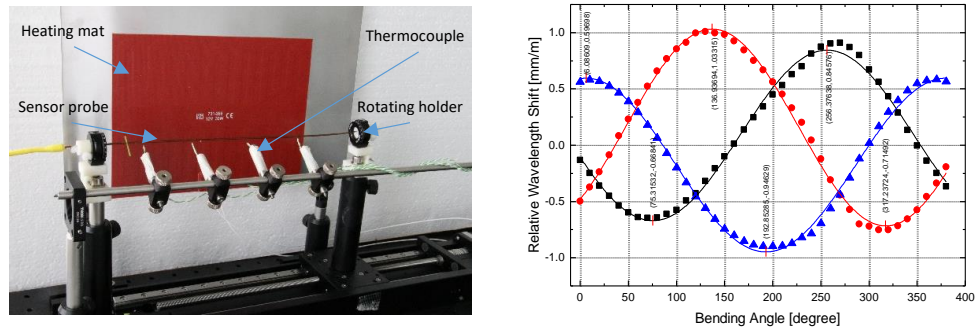 Heating mat
Thermocouple
Sensor probe
Rotating holder
CE
Relative Wavelength Shift [mm/m]
1.0
0.5
0.0
-0.5
-1.0
(136.93694,1.03315)
(256.37638,0.84576)
(75.31532,-0.66841)
(192.85285,-0.94629)
(317.23724,-0.71492)
0 50 100 150 200 250 300 350 400
Bending Angle [degree]